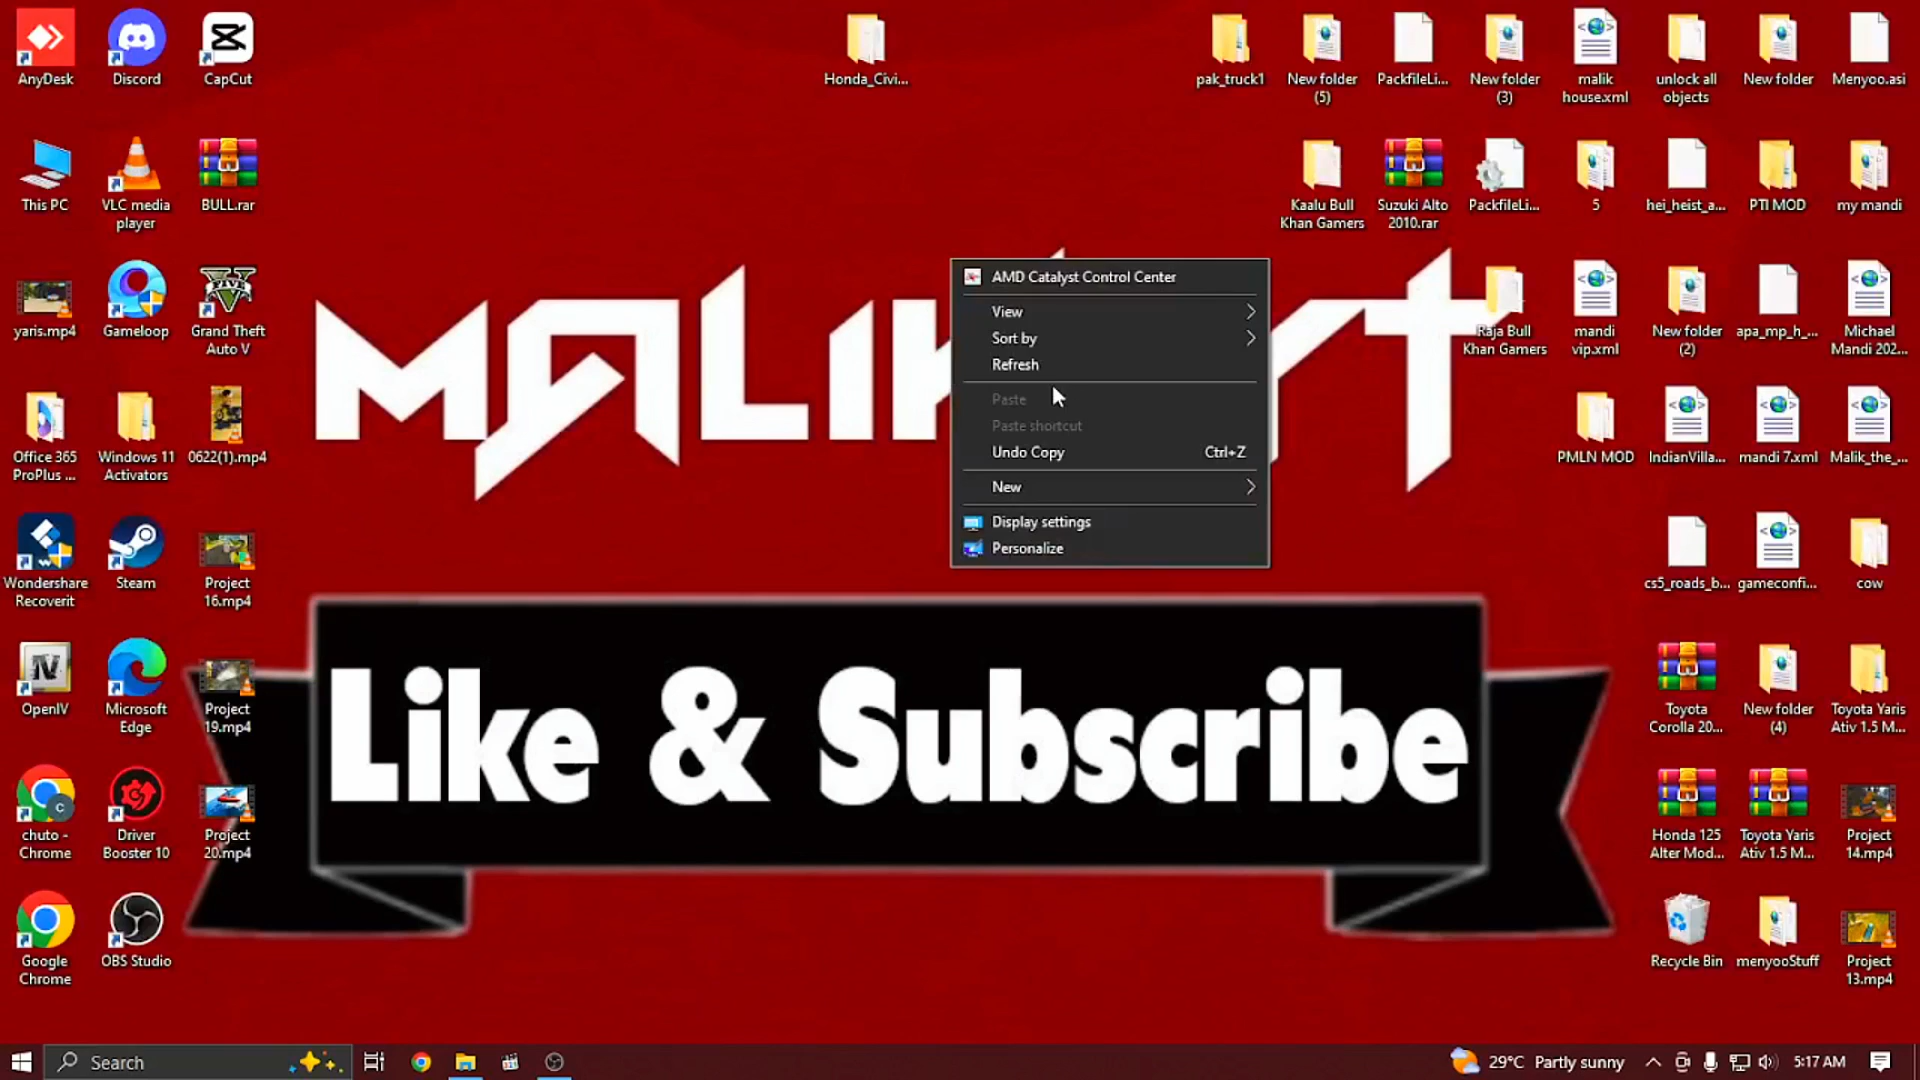 AnyDesk
Discord
CapCut
Honda_Civi...
pak_truck1
New folder
(5)
PackfileLi...
New folder
(3)
malik
house.xml
unlock all
objects
New folder
Menyoo.asi
This PC
VLC media
player
BULL.rar
Kaalu Bull
Khan Gamers
Suzuki Alto
2010.rar
PackfileLi...
5
hei_heist_a...
PTI MOD
my mandi
yaris.mp4
Gameloop
Grand Theft
Auto V
Raja Bull
Khan Gamers
mandi
vip.xml
New folder
(2)
apa_mp_h_...
Michael
Mandi 202...
Office 365
ProPlus ...
Windows 11
Activators
0622(1).mp4
PMLN MOD
IndianVilla...
mandi 7.xml
Malik_the_...
AMD Catalyst Control Center
View
Sort by
Refresh
Paste
Paste shortcut
Undo Copy Ctrl+Z
New
Display settings
Personalize
Wondershare
Recoverit
Steam
Project
16.mp4
cs5_roads_b...
gameconfi...
cow
Like & Subscribe
OpenIV
Microsoft
Edge
Project
19.mp4
Toyota
Corolla 20...
New folder
(4)
Toyota Yaris
Ativ 1.5 M...
chuto -
Chrome
Driver
Booster 10
Project
20.mp4
Honda 125
Alter Mod...
Toyota Yaris
Ativ 1.5 M...
Project
14.mp4
Google
Chrome
OBS Studio
Recycle Bin
menyooStuff
Project
13.mp4
Search
29°C Partly sunny
5:17 AM